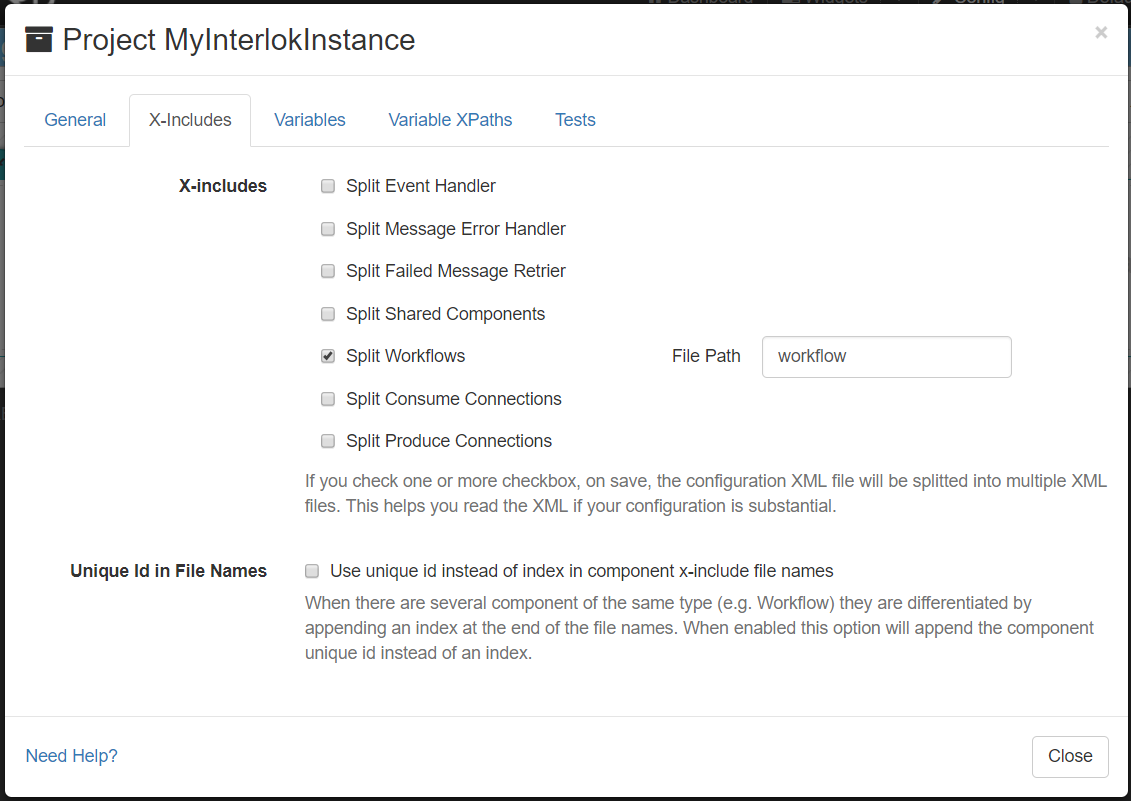 Project MyInterlokInstance
×
General X-Includes Variables Variable XPaths Tests
X-includes
Split Event Handler
Split Message Error Handler
Split Failed Message Retrier
Split Shared Components
Split Workflows File Path workflow
Split Consume Connections
Split Produce Connections
If you check one or more checkbox, on save, the configuration XML file will be splitted into multiple XML
files. This helps you read the XML if your configuration is substantial.
Unique Id in File Names Use unique id instead of index in component x-include file names
When there are several component of the same type (e.g. Workflow) they are differentiated by
appending an index at the end of the file names. When enabled this option will append the component
unique id instead of an index.
Need Help? Close